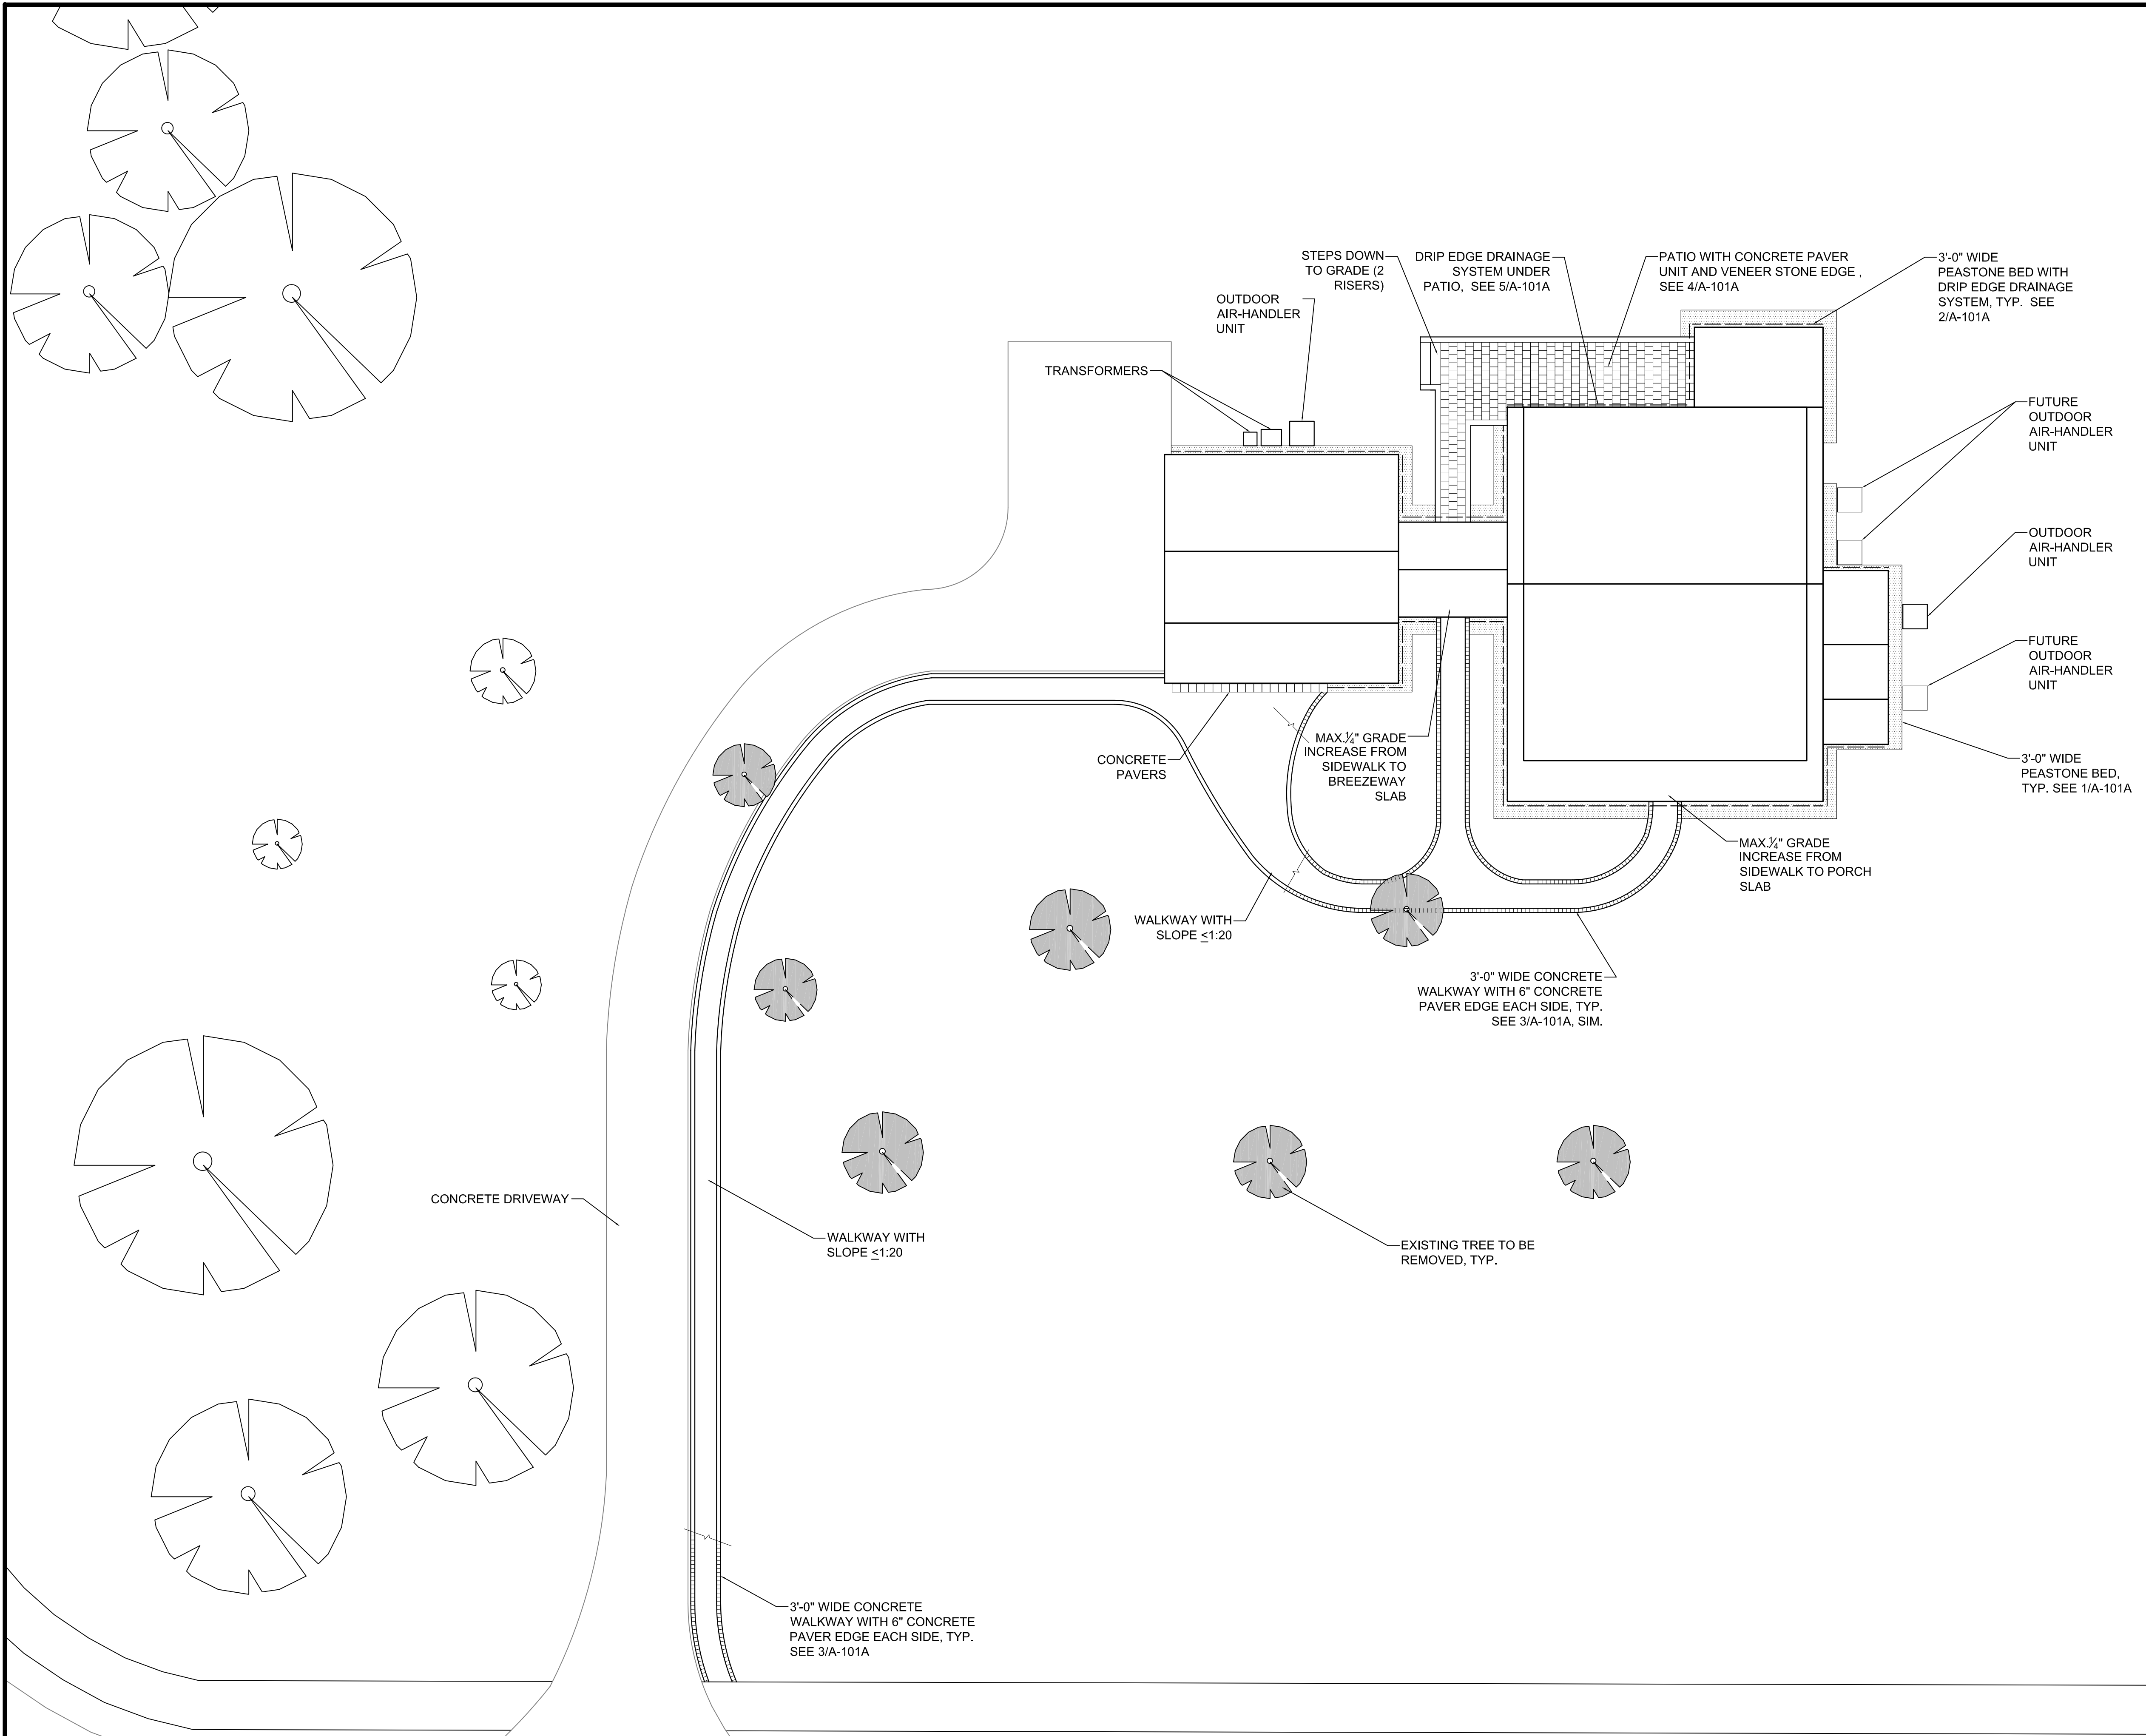 STEPS DOWN
TO GRADE (2
RISERS)
DRIP EDGE DRAINAGE
SYSTEM UNDER
PATIO, SEE 5/A-101A
PATIO WITH CONCRETE PAVER
UNIT AND VENEER STONE EDGE ,
SEE 4/A-101A
3'-0" WIDE
PEASTONE BED WITH
DRIP EDGE DRAINAGE
SYSTEM, TYP. SEE
2/A-101A
OUTDOOR
AIR-HANDLER
UNIT
TRANSFORMERS
FUTURE
OUTDOOR
AIR-HANDLER
UNIT
OUTDOOR
AIR-HANDLER
UNIT
FUTURE
OUTDOOR
AIR-HANDLER
UNIT
MAX.¼" GRADE
INCREASE FROM
SIDEWALK TO
BREEZEWAY
SLAB
CONCRETE
PAVERS
3'-0" WIDE
PEASTONE BED,
TYP. SEE 1/A-101A
MAX.¼" GRADE
INCREASE FROM
SIDEWALK TO PORCH
SLAB
WALKWAY WITH
SLOPE ≤1:20
3'-0" WIDE CONCRETE
WALKWAY WITH 6" CONCRETE
PAVER EDGE EACH SIDE, TYP.
SEE 3/A-101A, SIM.
CONCRETE DRIVEWAY
WALKWAY WITH
SLOPE ≤1:20
EXISTING TREE TO BE
REMOVED, TYP.
3'-0" WIDE CONCRETE
WALKWAY WITH 6" CONCRETE
PAVER EDGE EACH SIDE, TYP.
SEE 3/A-101A